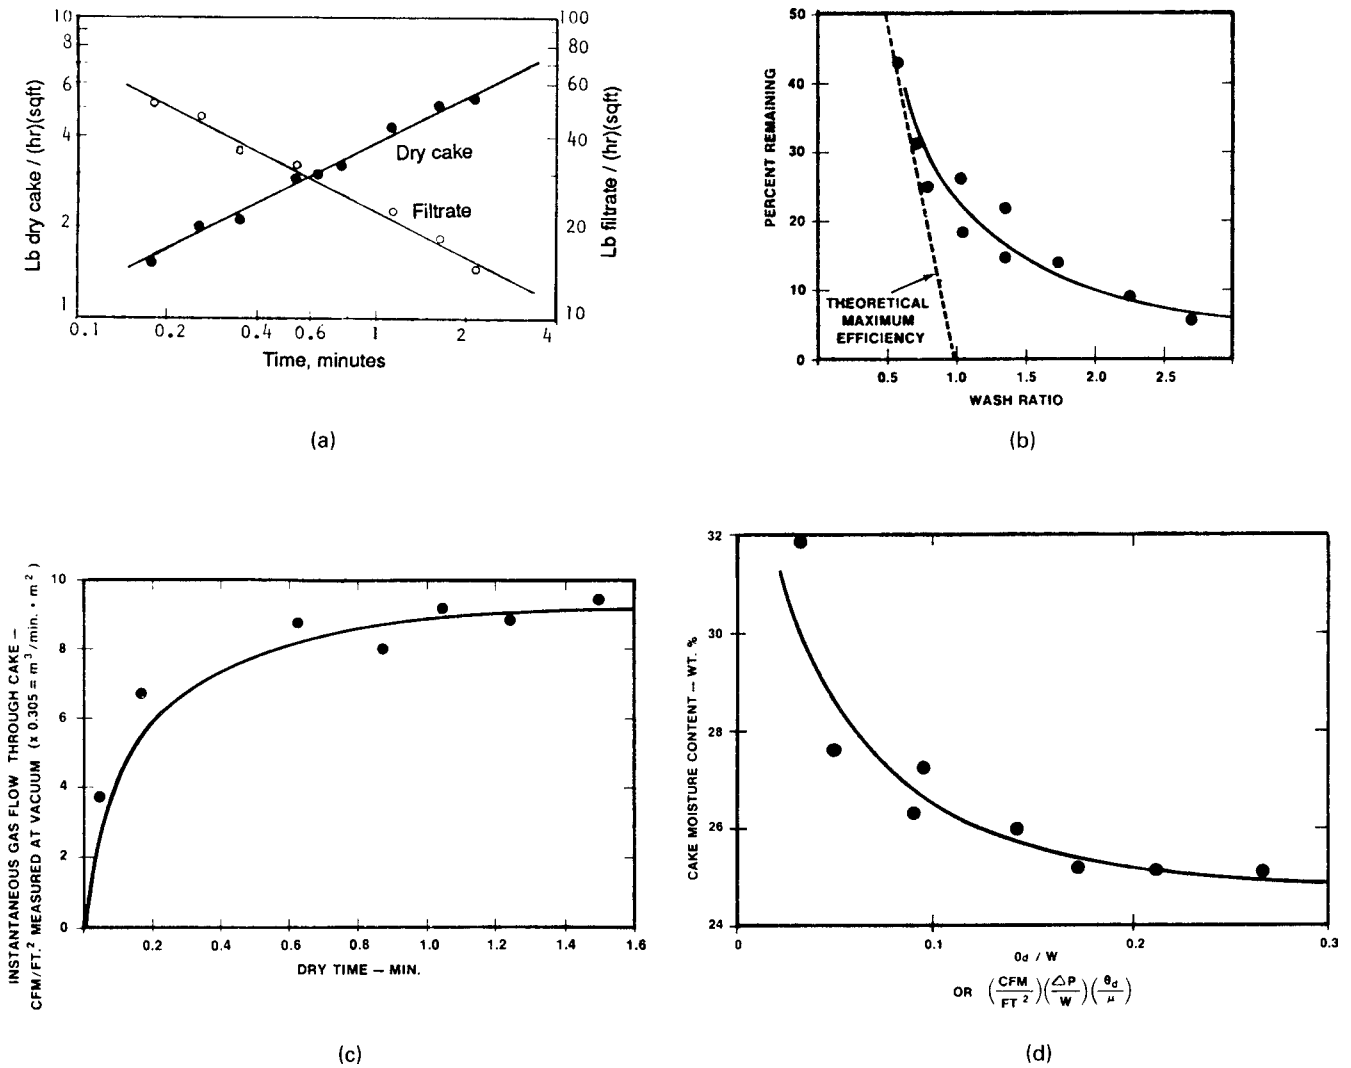 10
8
6
4
2
1
Lb dry cake / (hr)(sqft)
100
80
60
40
20
10
Lb filtrate / (hr)(sqft)
Dry cake
Filtrate
0.1 0.2 0.4 0.6 1 2 4
Time, minutes
(a)
50
40
30
20
10
0
PERCENT REMAINING
THEORETICAL
MAXIMUM
EFFICIENCY
0.5 1.0 1.5 2.0 2.5
WASH RATIO
(b)
INSTANTANEOUS GAS FLOW THROUGH CAKE –
CFM/FT.² MEASURED AT VACUUM (x 0.305 = m³/min. • m²)
10
8
6
4
2
0
0.2 0.4 0.6 0.8 1.0 1.2 1.4 1.6
DRY TIME – MIN.
(c)
CAKE MOISTURE CONTENT – WT. %
32
30
28
26
24
0 0.1 0.2 0.3
θd / W
OR (CFM/FT²)(△P/W)(θd/μ)
(d)